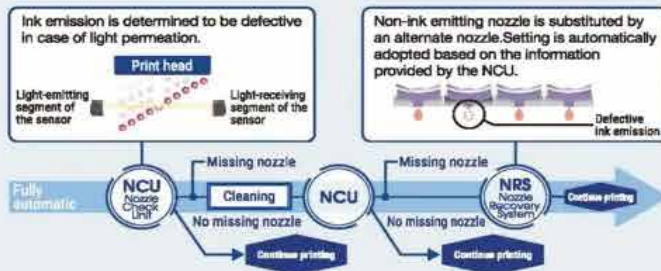 Ink emission is determined to be defective
in case of light permeation.
Print head
Light-emitting
segment of
the sensor
Light-receiving
segment of the
sensor
Non-ink emitting nozzle is substituted by
an alternate nozzle.Setting is automatically
adopted based on the information
provided by the NCU.
Defective
ink emission
Fully
automatic
NCU
Nozzle
Check
Unit
Missing nozzle
Cleaning
No missing nozzle
Continue printing
NCU
Missing nozzle
No missing nozzle
Continue printing
NRS
Nozzle
Recovery
System
Continue printing